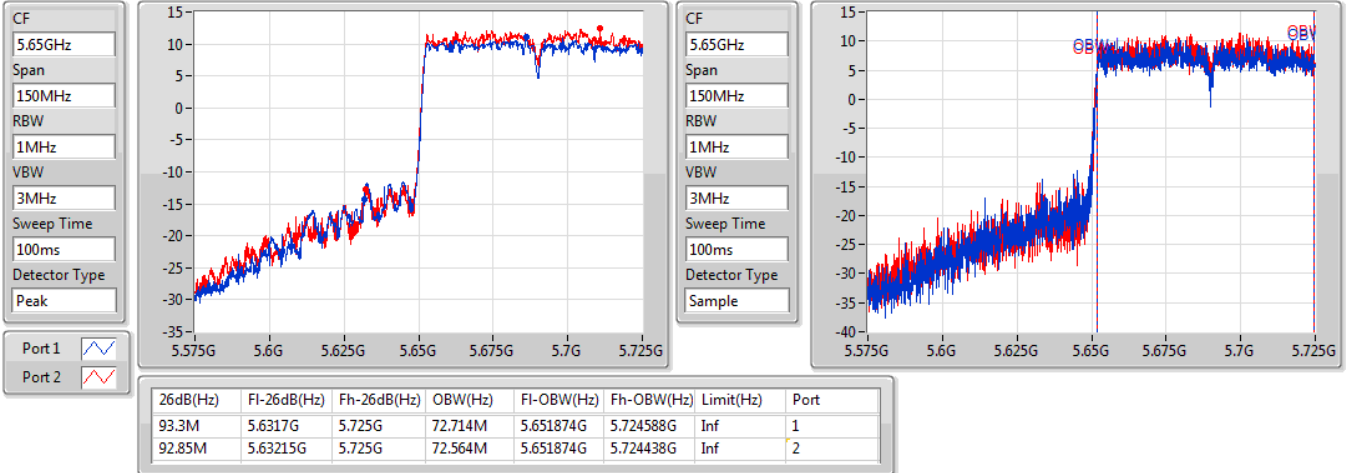 CF
5.65GHz
Span
150MHz
RBW
1MHz
VBW
3MHz
Sweep Time
100ms
Detector Type
Peak
15
10
5
0
-5
-10
-15
-20
-25
-30
-35
5.575G 5.6G 5.625G 5.65G 5.675G 5.7G 5.725G
CF
5.65GHz
Span
150MHz
RBW
1MHz
VBW
3MHz
Sweep Time
100ms
Detector Type
Sample
15
10
5
0
-5
-10
-15
-20
-25
-30
-35
-40
5.575G 5.6G 5.625G 5.65G 5.675G 5.7G 5.725G
Port 1
Port 2
26dB(Hz) Fl-26dB(Hz) Fh-26dB(Hz) OBW(Hz) Fl-OBW(Hz) Fh-OBW(Hz) Limit(Hz) Port
93.3M 5.6317G 5.725G 72.714M 5.651874G 5.724588G Inf 1
92.85M 5.63215G 5.725G 72.564M 5.651874G 5.724438G Inf 2